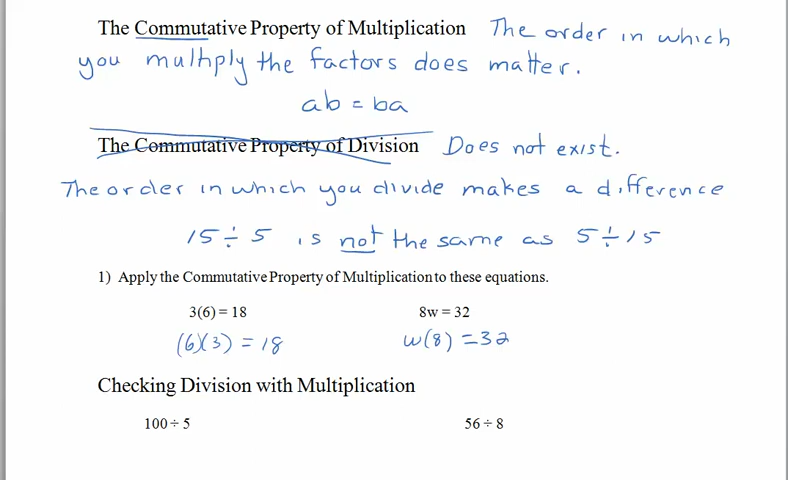 The Commutative Property of Multiplication The order in which
you multiply the factors does matter.
ab = ba
The Commutative Property of Division Does not exist.
The order in which you divide makes a difference
15 ÷ 5 is not the same as 5 ÷ 15
1) Apply the Commutative Property of Multiplication to these equations.
3(6) = 18 8w = 32
(6)(3) = 18 w(8) = 32
Checking Division with Multiplication
100 ÷ 5 56 ÷ 8